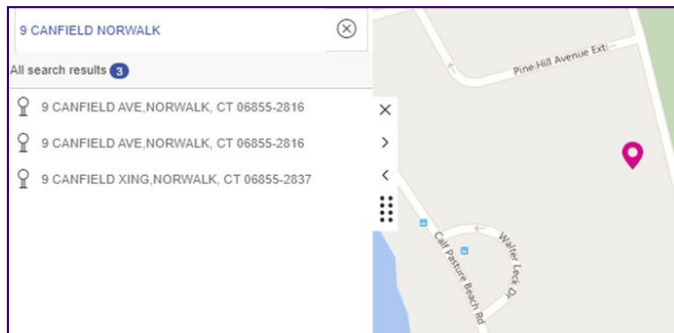 9 CANFIELD NORWALK
All search results 3
9 CANFIELD AVE,NORWALK, CT 06855-2816
9 CANFIELD AVE,NORWALK, CT 06855-2816
9 CANFIELD XING,NORWALK, CT 06855-2837
Pine Hill Avenue Ext
Calf Pasture Beach Rd
Walter Leck Dr